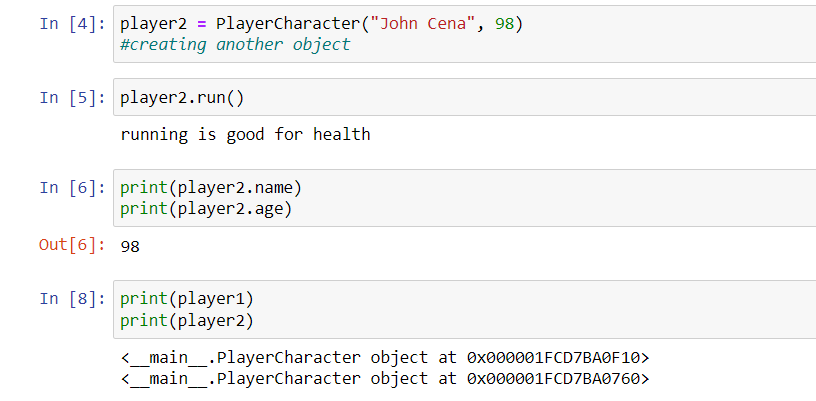 In [4]: player2 = PlayerCharacter("John Cena", 98)
#creating another object
In [5]: player2.run()
running is good for health
In [6]: print(player2.name)
print(player2.age)
Out[6]: 98
In [8]: print(player1)
print(player2)
<__main__.PlayerCharacter object at 0x000001FCD7BA0F10>
<__main__.PlayerCharacter object at 0x000001FCD7BA0760>